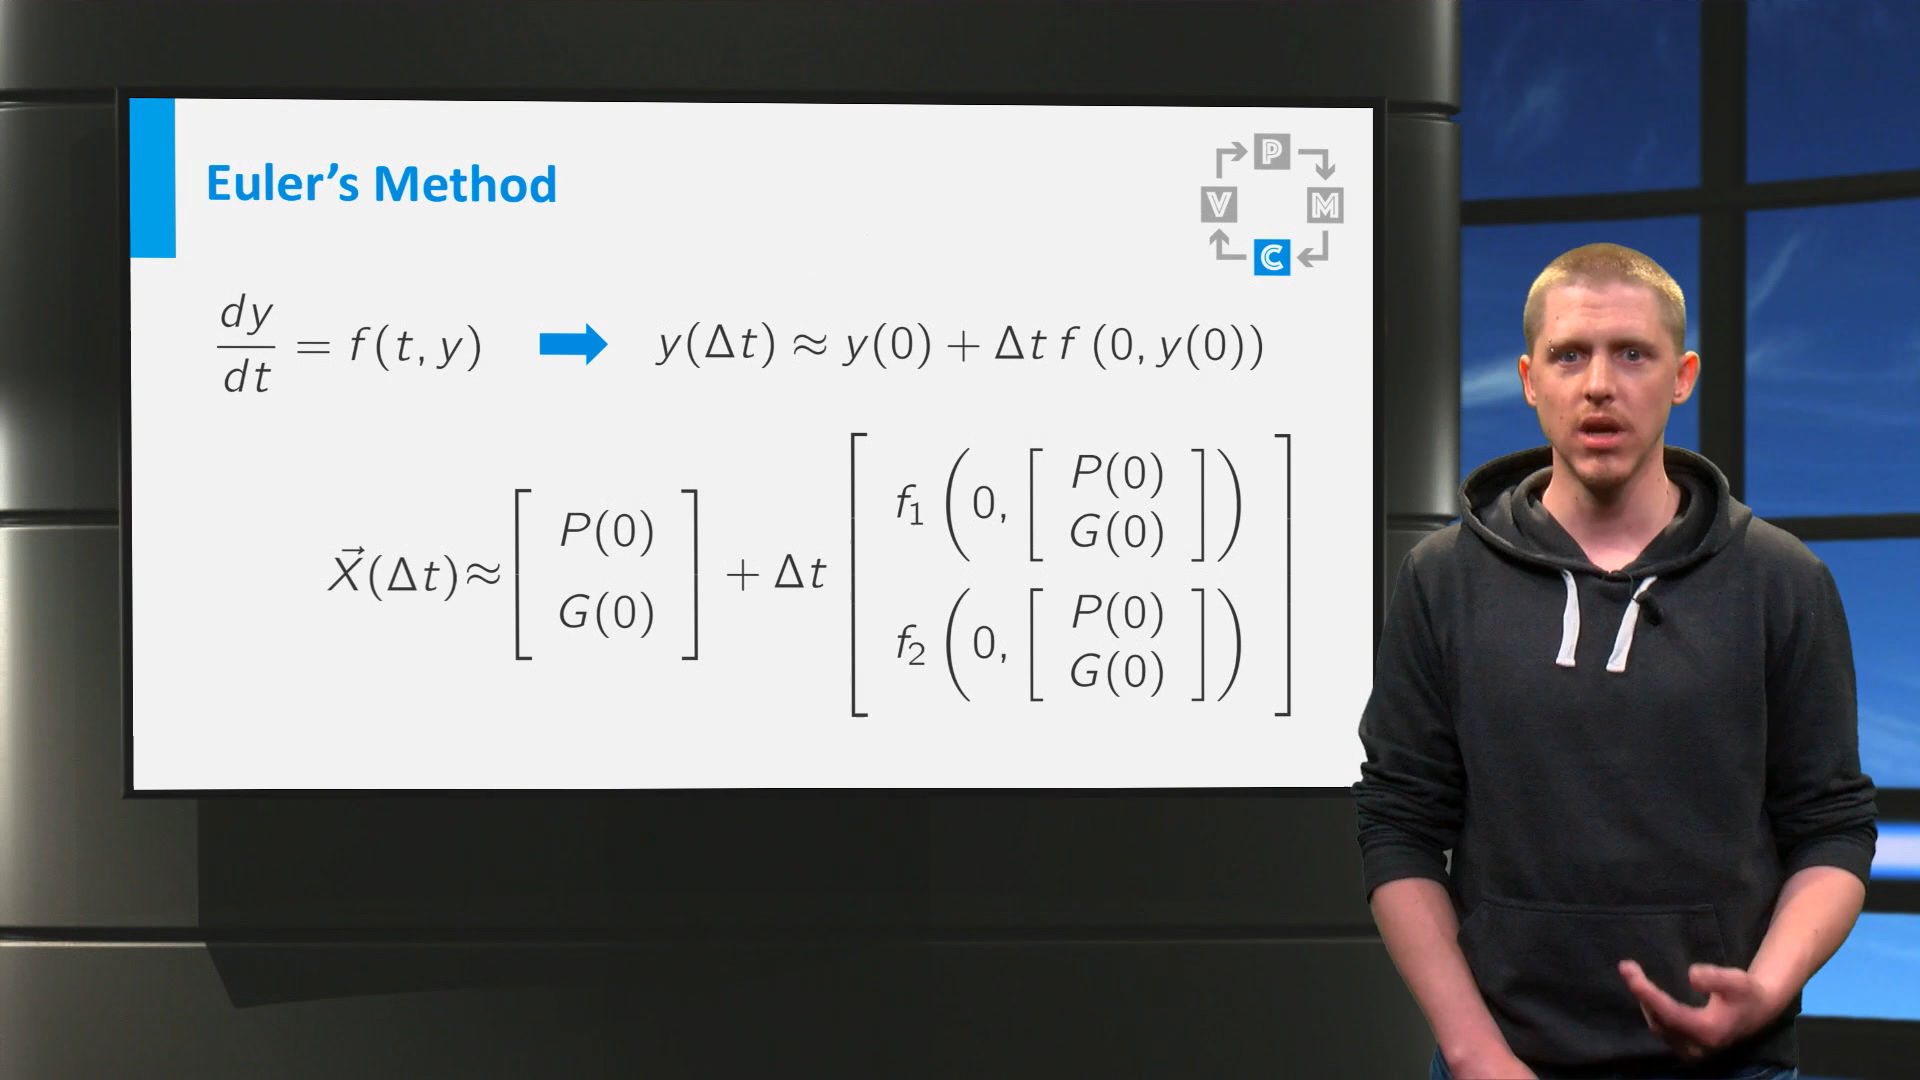 Euler's Method
P
V M
C
dy/dt = f(t, y) y(Δt) ≈ y(0) + Δt f (0, y(0))
X⃗(Δt) ≈ [ P(0) G(0) ] + Δt [ f₁ (0, [ P(0) G(0) ]) f₂ (0, [ P(0) G(0) ]) ]